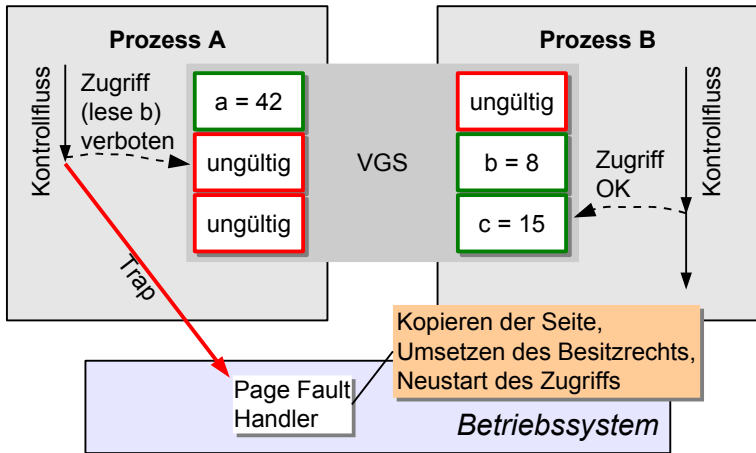 Prozess A
Prozess B
Kontrollfluss
Zugriff
(lese b)
verboten
a = 42
ungültig
ungültig
VGS
ungültig
b = 8
c = 15
Zugriff
OK
Kontrollfluss
Trap
Kopieren der Seite,
Umsetzen des Besitzrechts,
Neustart des Zugriffs
Page Fault
Handler
Betriebssystem